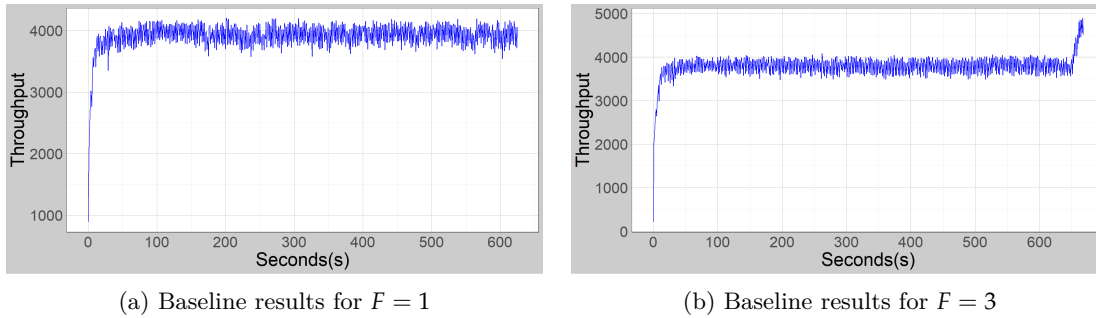 4000
3000
2000
1000
Throughput
0 100 200 300 400 500 600
Seconds(s)
(a) Baseline results for F = 1
5000
4000
3000
2000
1000
0
Throughput
0 100 200 300 400 500 600
Seconds(s)
(b) Baseline results for F = 3